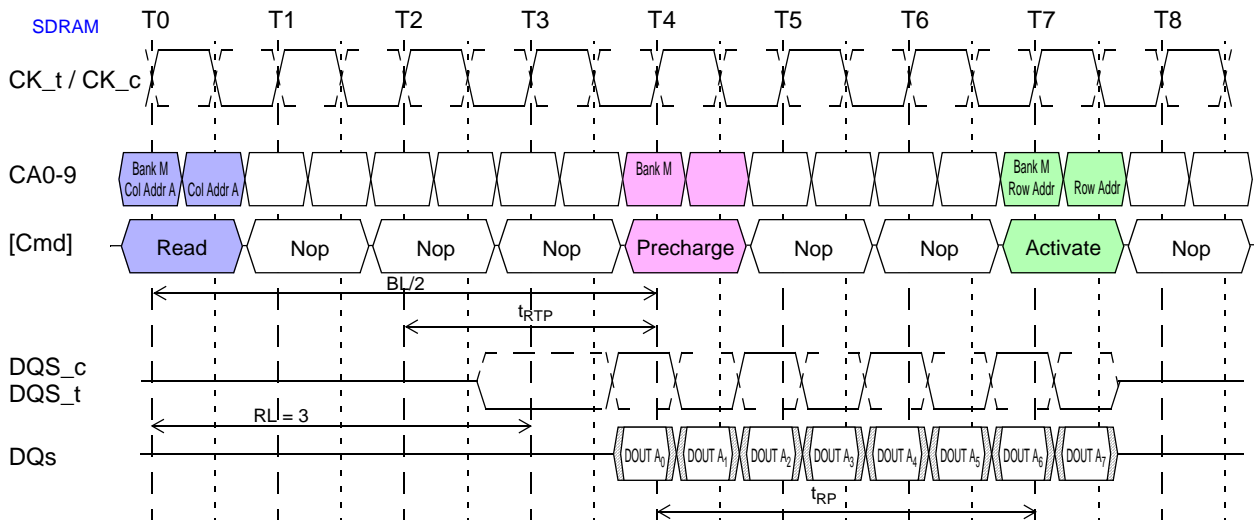 SDRAM T0 T1 T2 T3 T4 T5 T6 T7 T8
CK_t / CK_c
CA0-9
Bank M
Col Addr A
Col Addr A
Bank M
Bank M
Row Addr
Row Addr
[Cmd] Read Nop Nop Nop Precharge Nop Nop Activate Nop
BL/2
tRTP
DQS_c
DQS_t
RL = 3
DQs DOUT A0 DOUT A1 DOUT A2 DOUT A3 DOUT A4 DOUT A5 DOUT A6 DOUT A7
tRP